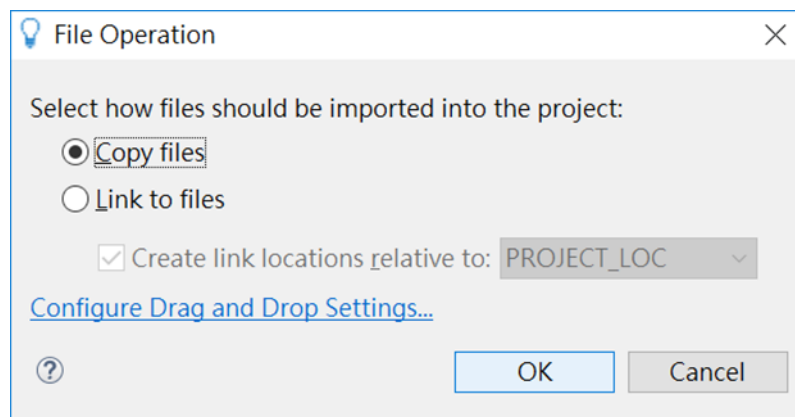 File Operation
Select how files should be imported into the project:
Copy files
Link to files
Create link locations relative to: PROJECT_LOC
Configure Drag and Drop Settings...
? OK Cancel